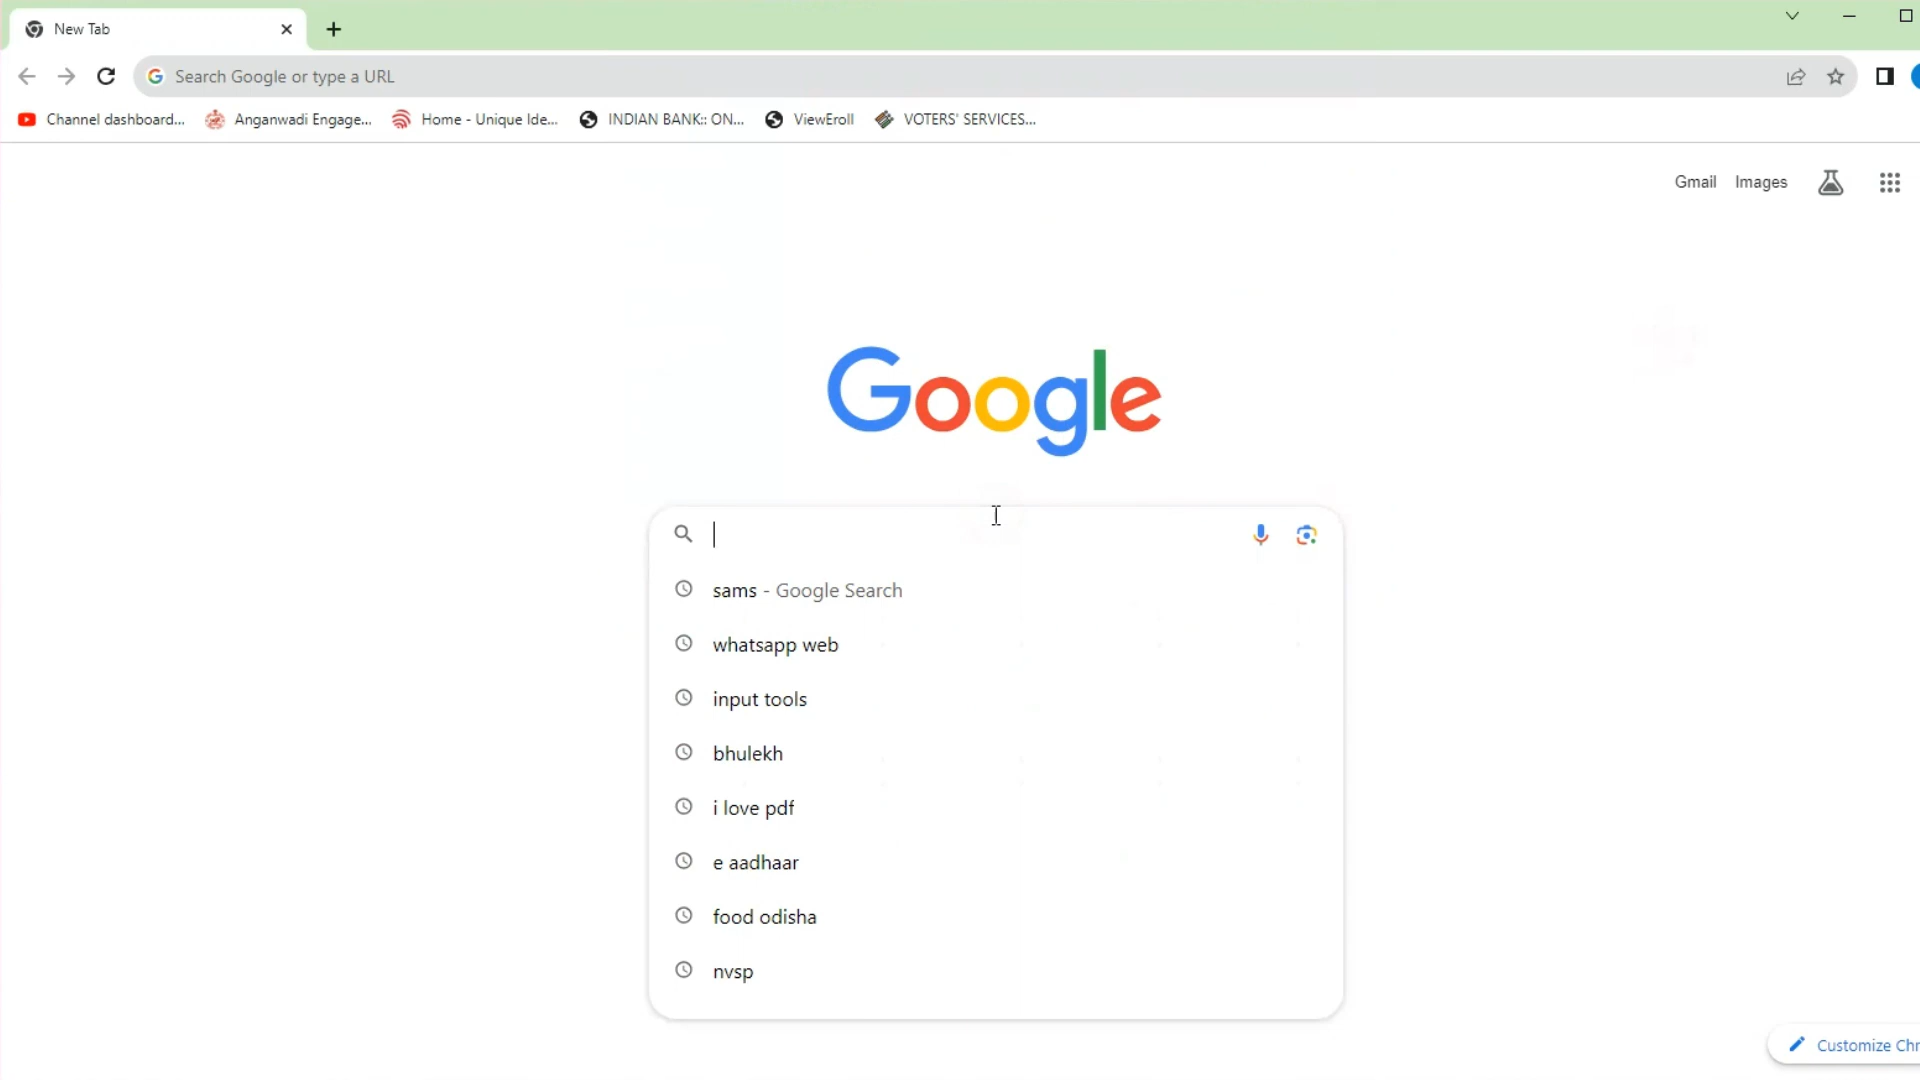 New Tab
Search Google or type a URL
Channel dashboard... Anganwadi Engage... Home - Unique Ide... INDIAN BANK:: ON... ViewEroll VOTERS' SERVICES...
Gmail Images
Google
sams - Google Search
whatsapp web
input tools
bhulekh
i love pdf
e aadhaar
food odisha
nvsp
Customize Chr